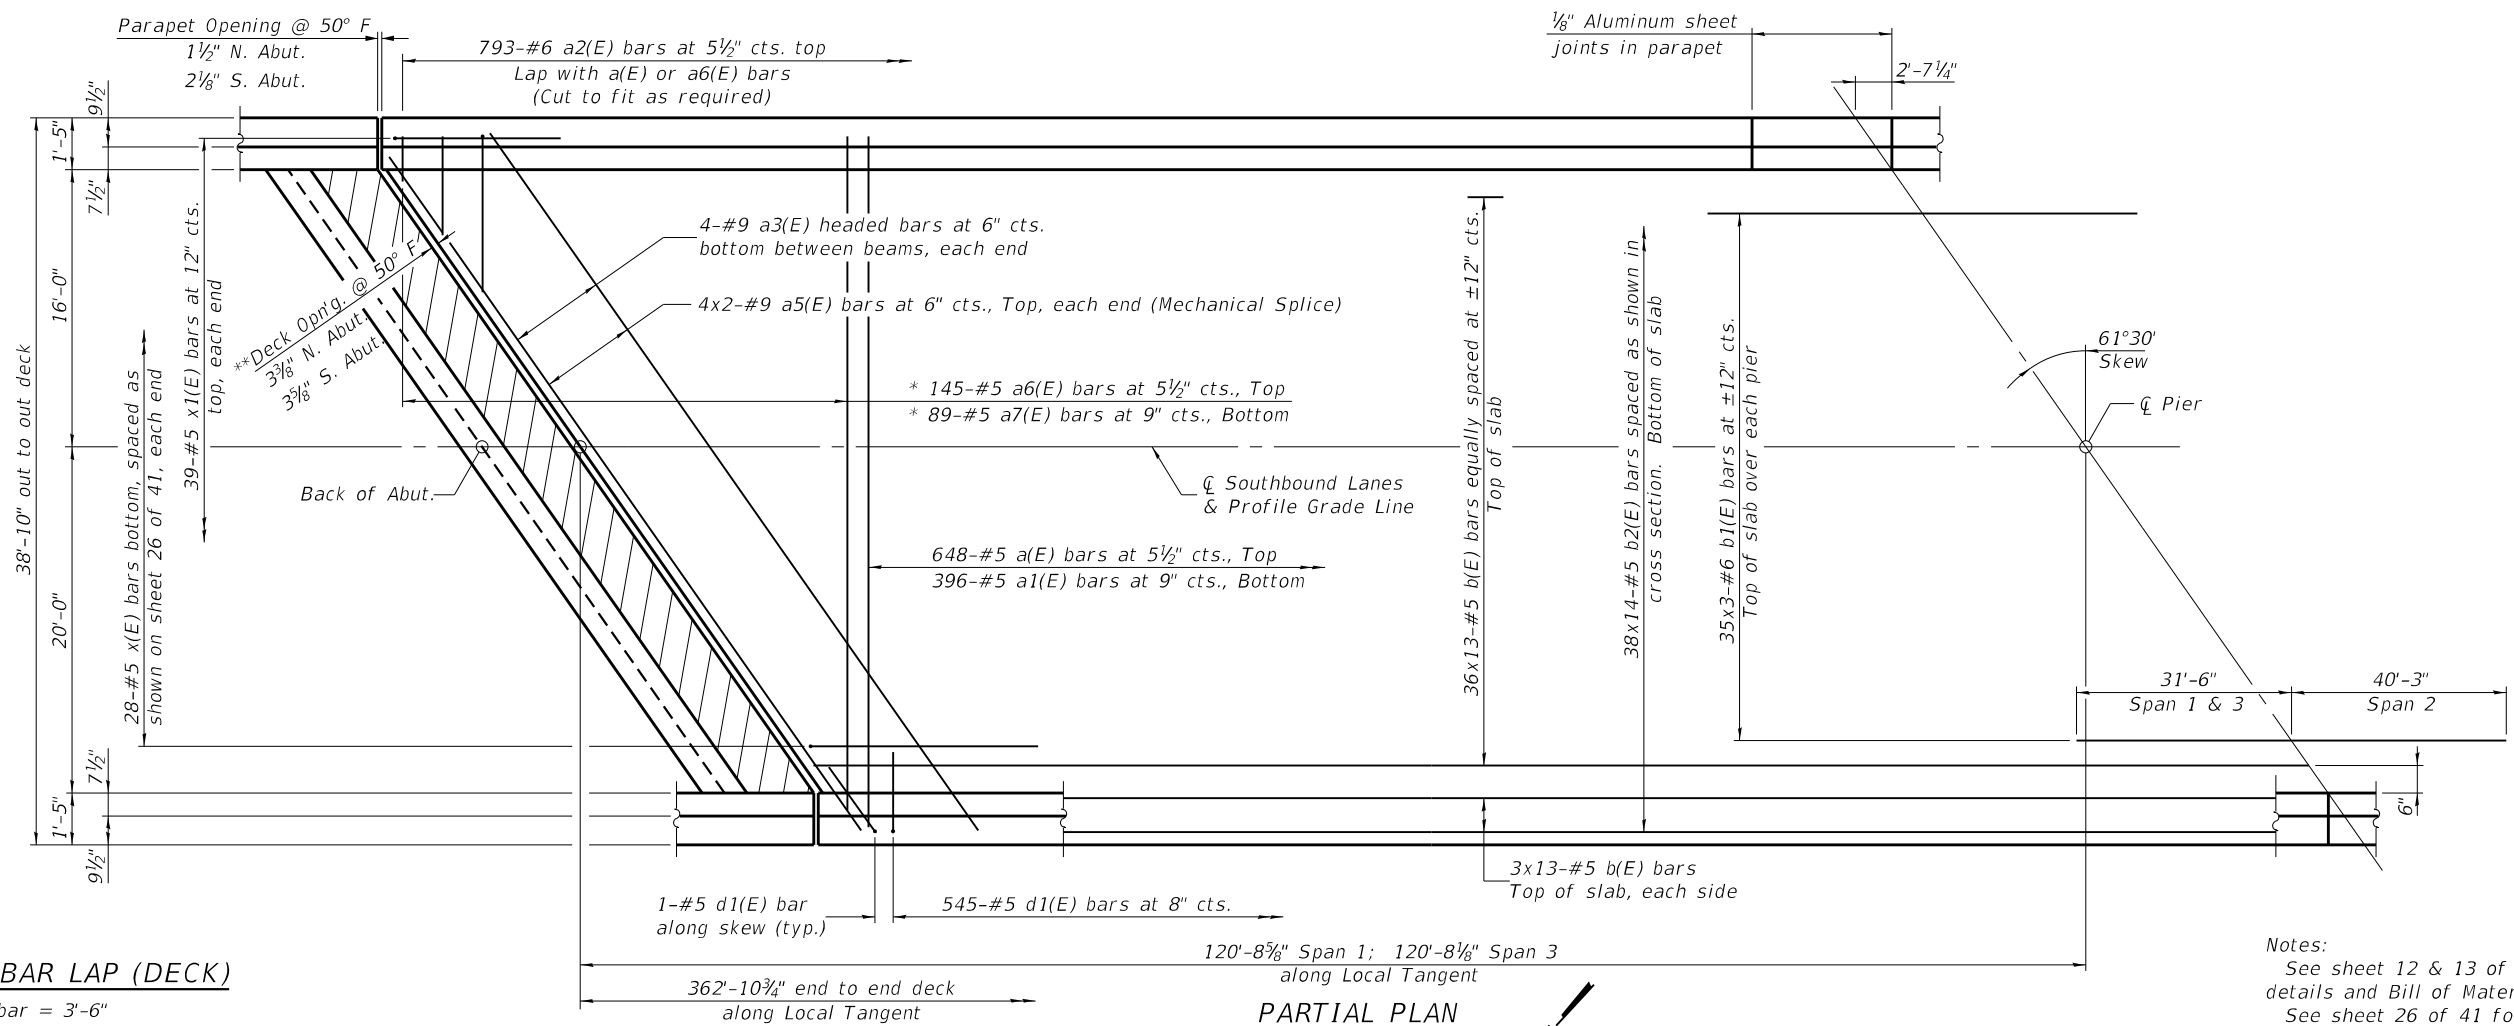 Parapet Opening @ 50° F
1½" N. Abut.
2⅛" S. Abut.
793-#6 a2(E) bars at 5½" cts. top
Lap with a(E) or a6(E) bars
(Cut to fit as required)
⅛" Aluminum sheet
joints in parapet
2'-7¼"
9½"
1'-5"
7½"
16'-0"
38'-10" out to out deck
20'-0"
7½"
1'-5"
9½"
39-#5 x1(E) bars at 12" cts.
top, each end
28-#5 x(E) bars bottom, spaced as
shown on sheet 26 of 41, each end
**Deck Opn'g. @ 50° F
3⅜" N. Abut.
3⅝" S. Abut.
4-#9 a3(E) headed bars at 6" cts.
bottom between beams, each end
4x2-#9 a5(E) bars at 6" cts., Top, each end (Mechanical Splice)
* 145-#5 a6(E) bars at 5½" cts., Top
* 89-#5 a7(E) bars at 9" cts., Bottom
Back of Abut.
℄ Southbound Lanes
& Profile Grade Line
648-#5 a(E) bars at 5½" cts., Top
396-#5 a1(E) bars at 9" cts., Bottom
36x13-#5 b(E) bars equally spaced at ±12" cts.
Top of slab
38x14-#5 b2(E) bars spaced as shown in
cross section. Bottom of slab
35x3-#6 b1(E) bars at ±12" cts.
Top of slab over each pier
61°30'
Skew
℄ Pier
31'-6"
Span 1 & 3
40'-3"
Span 2
6"
3x13-#5 b(E) bars
Top of slab, each side
1-#5 d1(E) bar
along skew (typ.)
545-#5 d1(E) bars at 8" cts.
120'-8⅝" Span 1; 120'-8⅛" Span 3
along Local Tangent
362'-10¾" end to end deck
along Local Tangent
BAR LAP (DECK)
bar = 3'-6"
PARTIAL PLAN
Notes:
See sheet 12 & 13 of
details and Bill of Mater
See sheet 26 of 41 fo